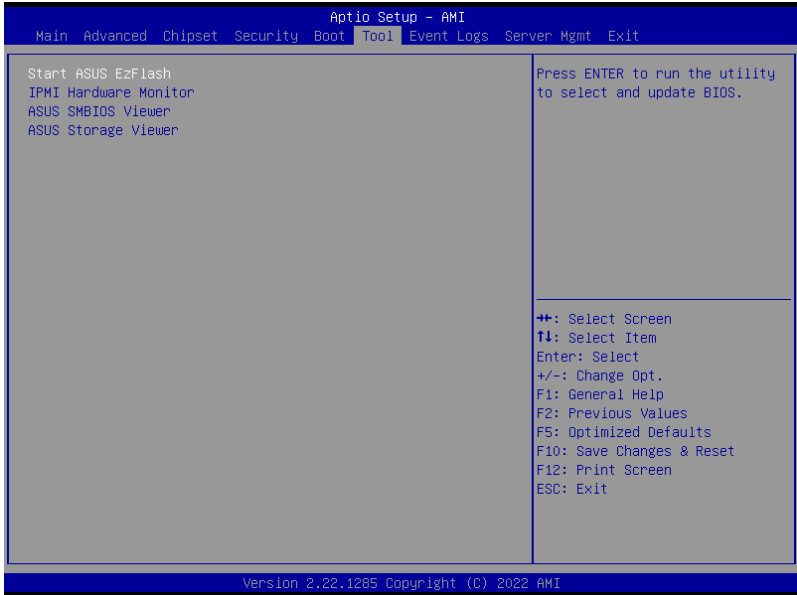 Aptio Setup – AMI
Main Advanced Chipset Security Boot Tool Event Logs Server Mgmt Exit
Start ASUS EzFlash
IPMI Hardware Monitor
ASUS SMBIOS Viewer
ASUS Storage Viewer
Press ENTER to run the utility
to select and update BIOS.
→←: Select Screen
↑↓: Select Item
Enter: Select
+/-: Change Opt.
F1: General Help
F2: Previous Values
F5: Optimized Defaults
F10: Save Changes & Reset
F12: Print Screen
ESC: Exit
Version 2.22.1285 Copyright (C) 2022 AMI